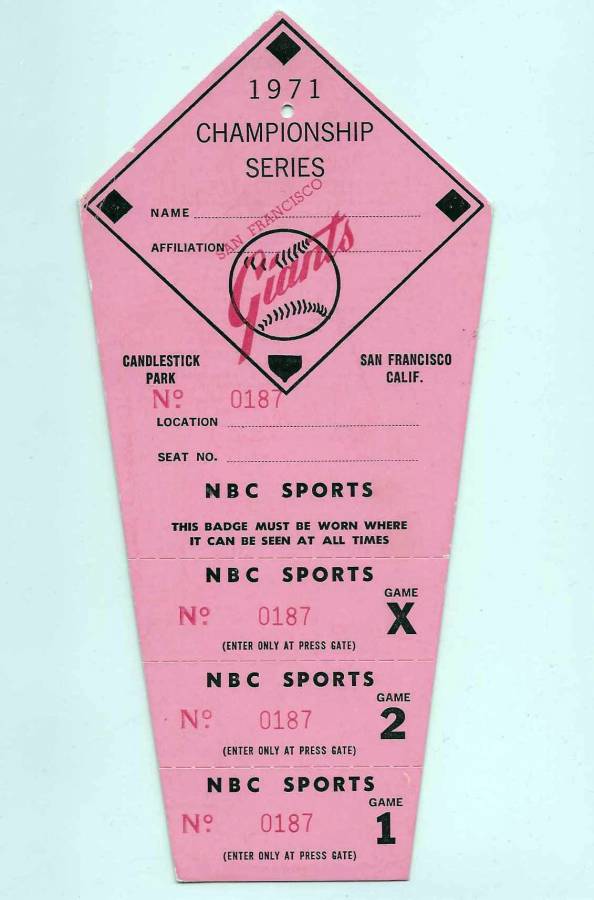 1971
CHAMPIONSHIP
SERIES
NAME
SAN FRANCISCO
AFFILIATION
Giants
CANDLESTICK
PARK
SAN FRANCISCO
CALIF.
Nº 0187
LOCATION
SEAT NO.
NBC SPORTS
THIS BADGE MUST BE WORN WHERE
IT CAN BE SEEN AT ALL TIMES
NBC SPORTS
GAME
X
Nº 0187
(ENTER ONLY AT PRESS GATE)
NBC SPORTS
GAME
2
Nº 0187
(ENTER ONLY AT PRESS GATE)
NBC SPORTS
GAME
1
Nº 0187
(ENTER ONLY AT PRESS GATE)